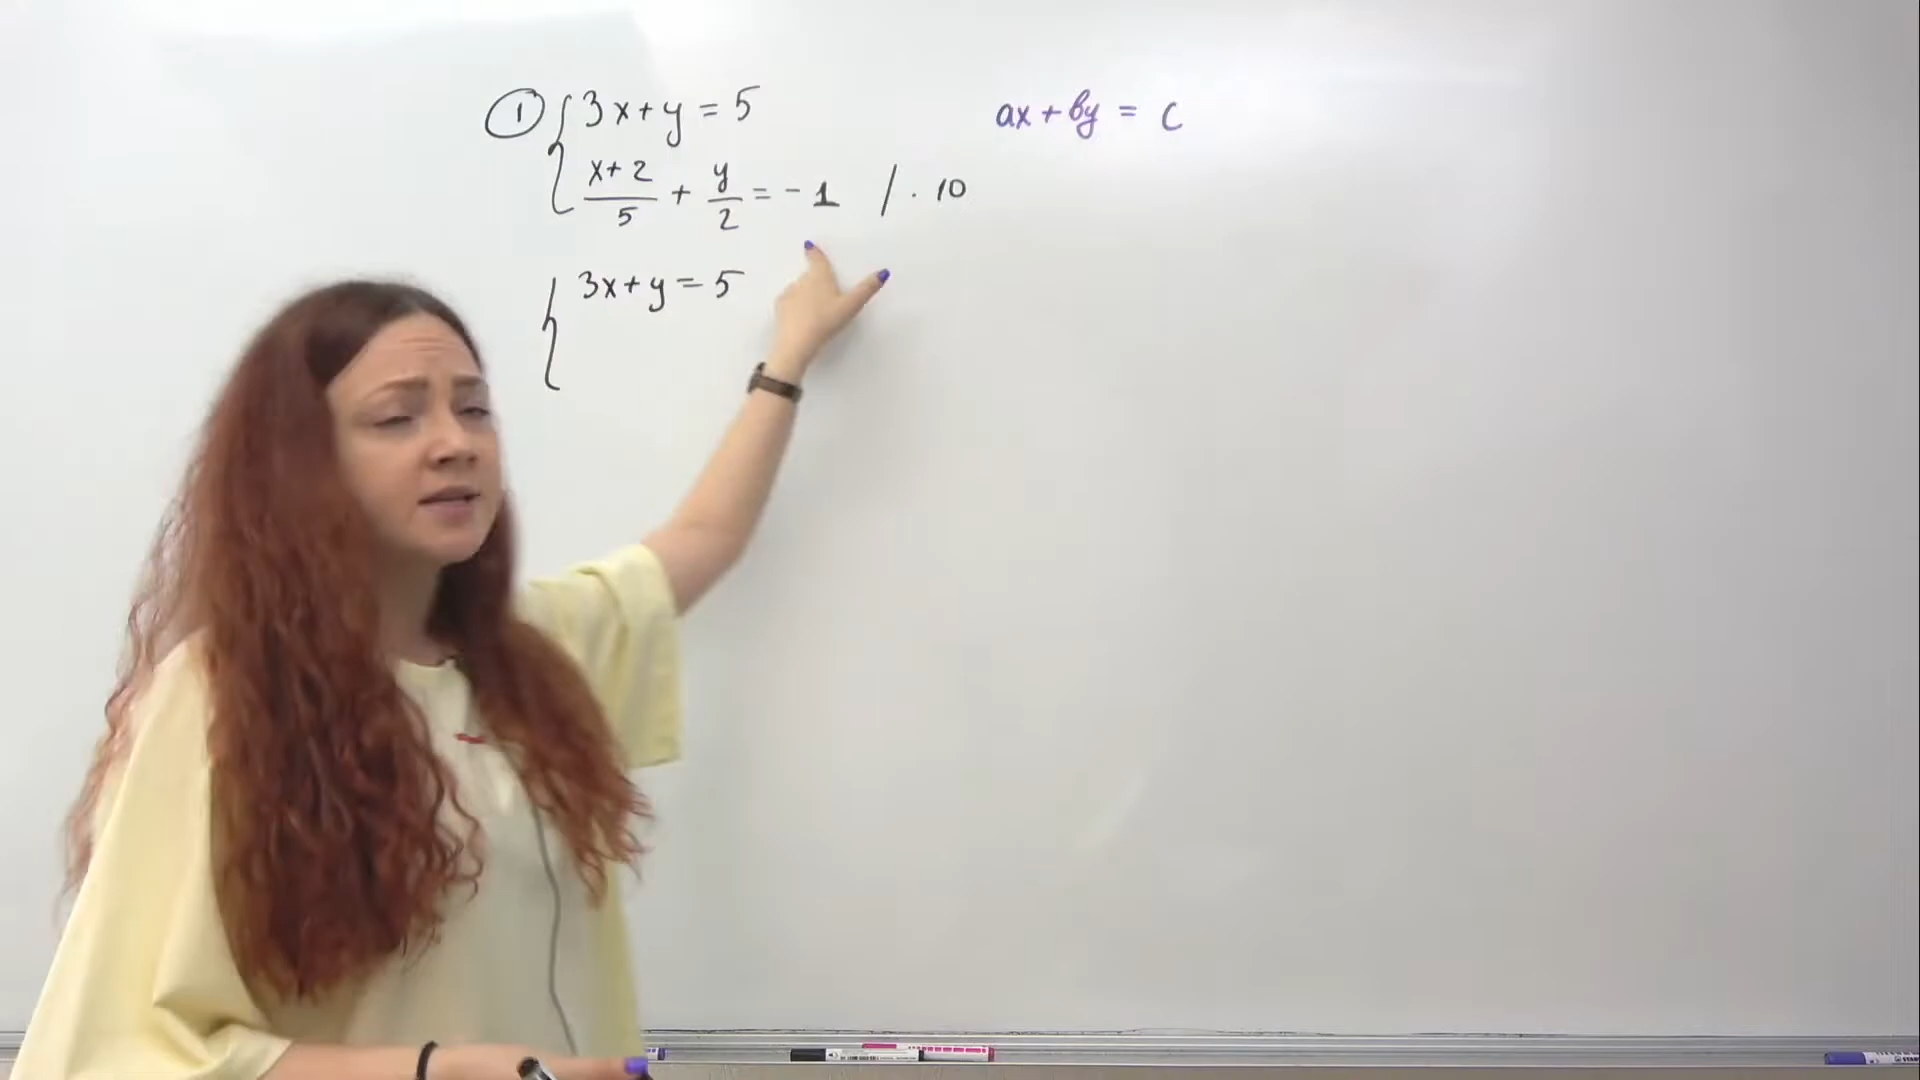 ① { 3x + y = 5
(x + 2)/5 + y/2 = -1 / · 10
{ 3x + y = 5
ax + by = c